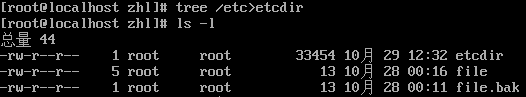 [root@localhost zhl]# tree /etc>etcdir
[root@localhost zhl]# ls -l
总量 44
-rw-r--r-- 1 root root 33454 10月 29 12:32 etcdir
-rw-r--r-- 5 root root 13 10月 28 00:16 file
-rw-r--r-- 1 root root 13 10月 28 00:11 file.bak